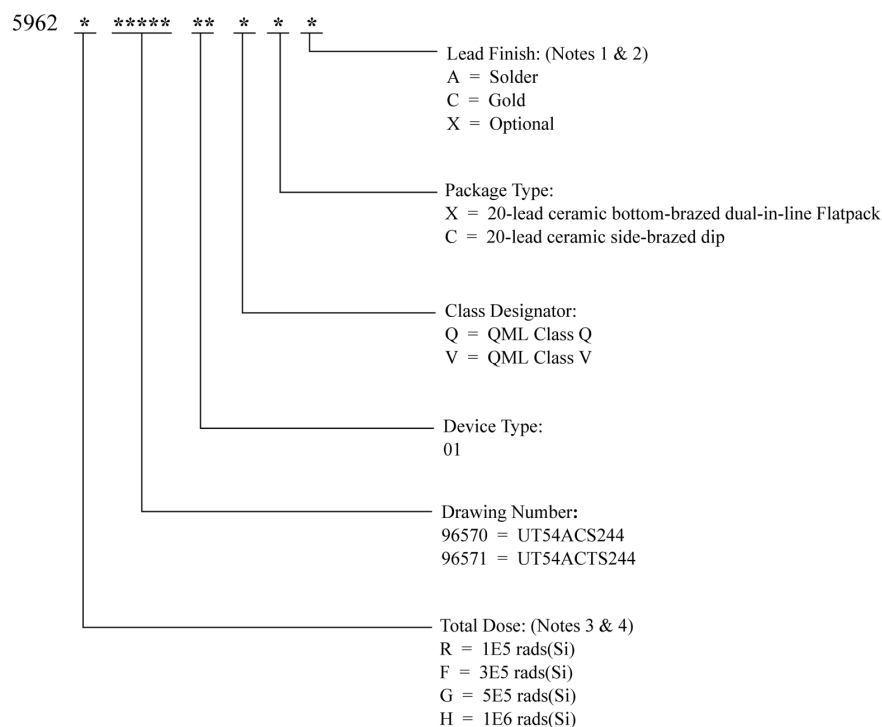 5962 * ***** ** * * *
Lead Finish: (Notes 1 & 2)
A = Solder
C = Gold
X = Optional
Package Type:
X = 20-lead ceramic bottom-brazed dual-in-line Flatpack
C = 20-lead ceramic side-brazed dip
Class Designator:
Q = QML Class Q
V = QML Class V
Device Type:
01
Drawing Number:
96570 = UT54ACS244
96571 = UT54ACTS244
Total Dose: (Notes 3 & 4)
R = 1E5 rads(Si)
F = 3E5 rads(Si)
G = 5E5 rads(Si)
H = 1E6 rads(Si)